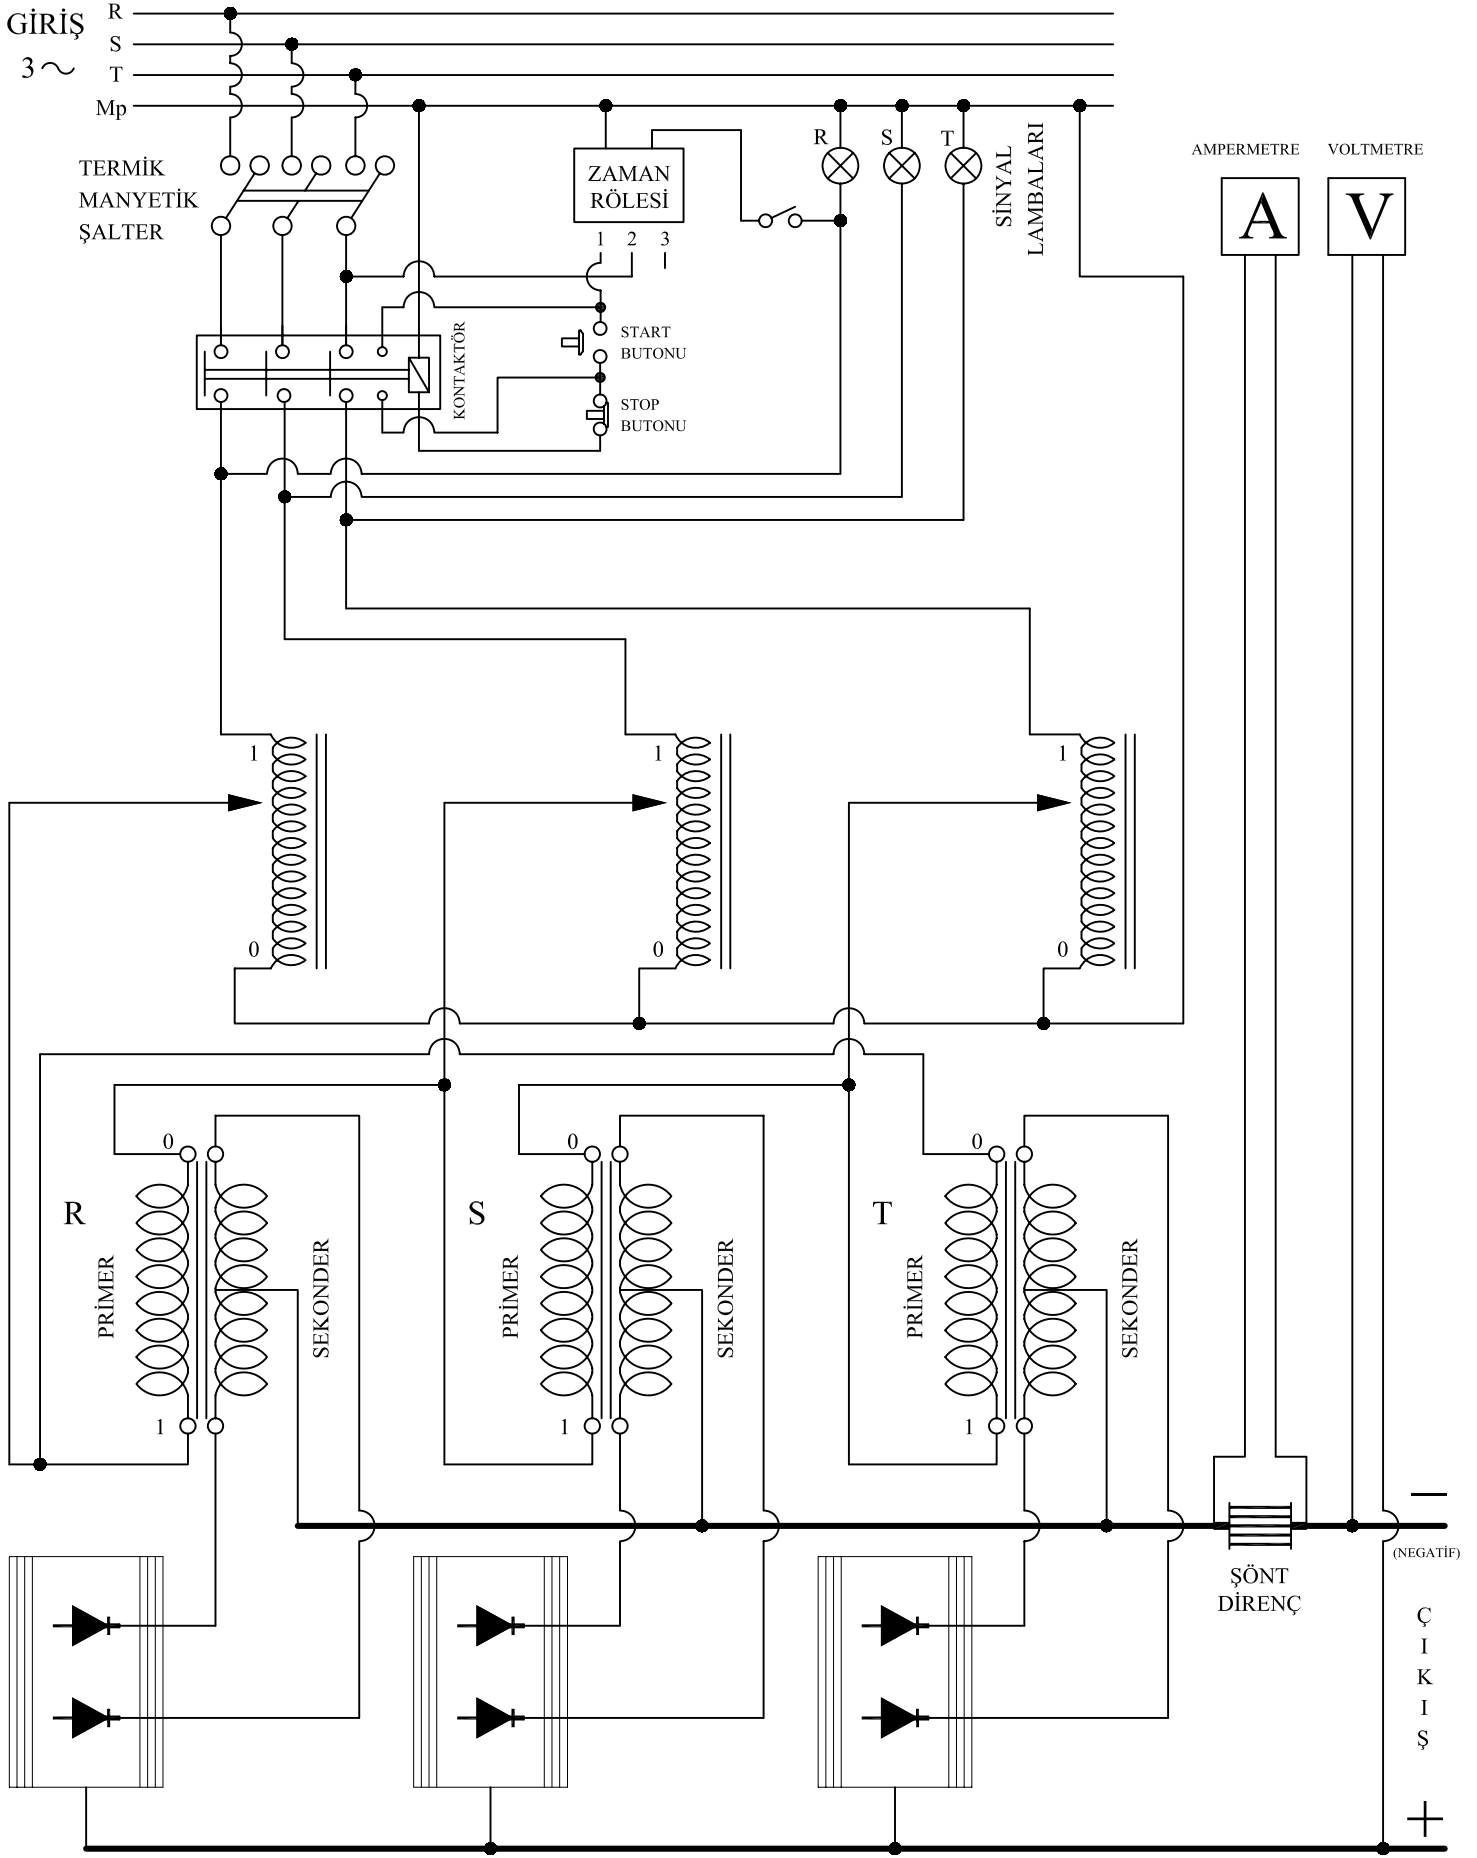 GİRİŞ
3
R
S
T
Mp
TERMİK
MANYETİK
ŞALTER
ZAMAN
RÖLESİ
1 2 3
R S T
SİNYAL
LAMBALARI
AMPERMETRE
VOLTMETRE
A
V
START
BUTONU
STOP
BUTONU
KONTAKTÖR
1
0
1
0
1
0
0
R
PRİMER
SEKONDER
1
0
S
PRİMER
SEKONDER
1
0
T
PRİMER
SEKONDER
1
ŞÖNT
DİRENÇ
—
(NEGATİF)
Ç
I
K
I
Ş
+